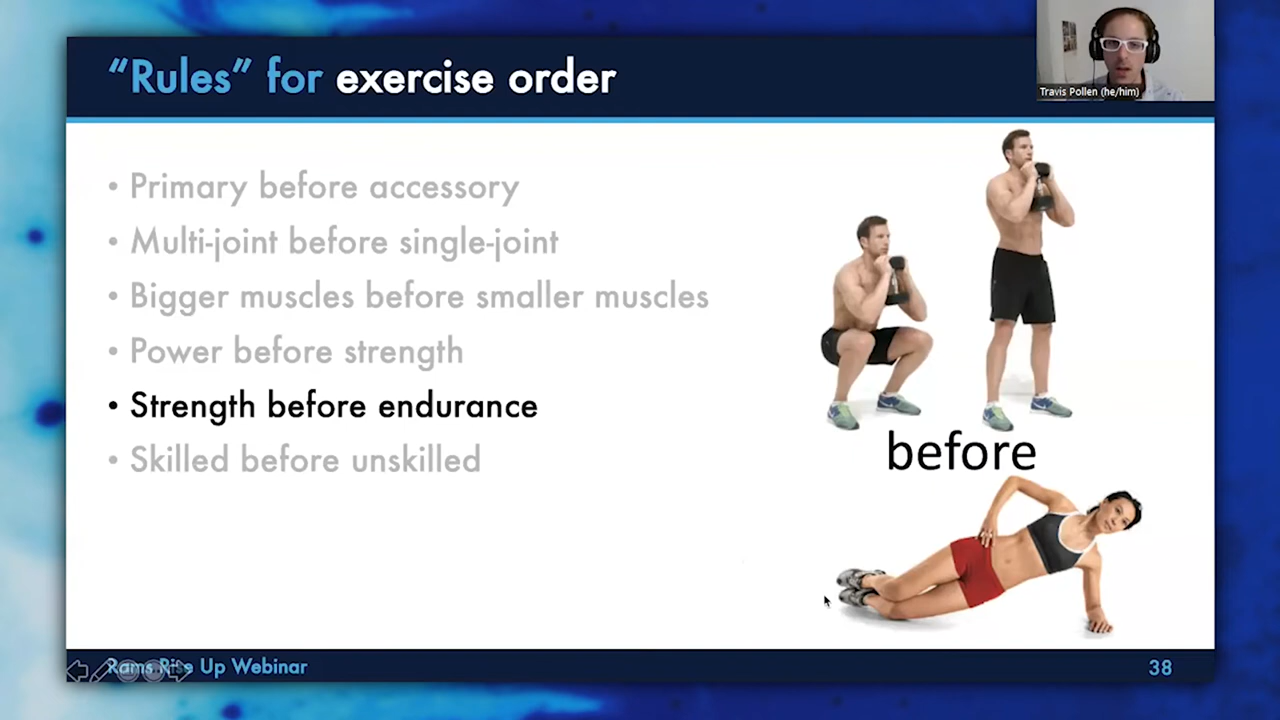 “Rules” for exercise order
Travis Pollen (he/him)
• Primary before accessory
• Multi-joint before single-joint
• Bigger muscles before smaller muscles
• Power before strength
• Strength before endurance
• Skilled before unskilled
before
Rams Rise Up Webinar
38